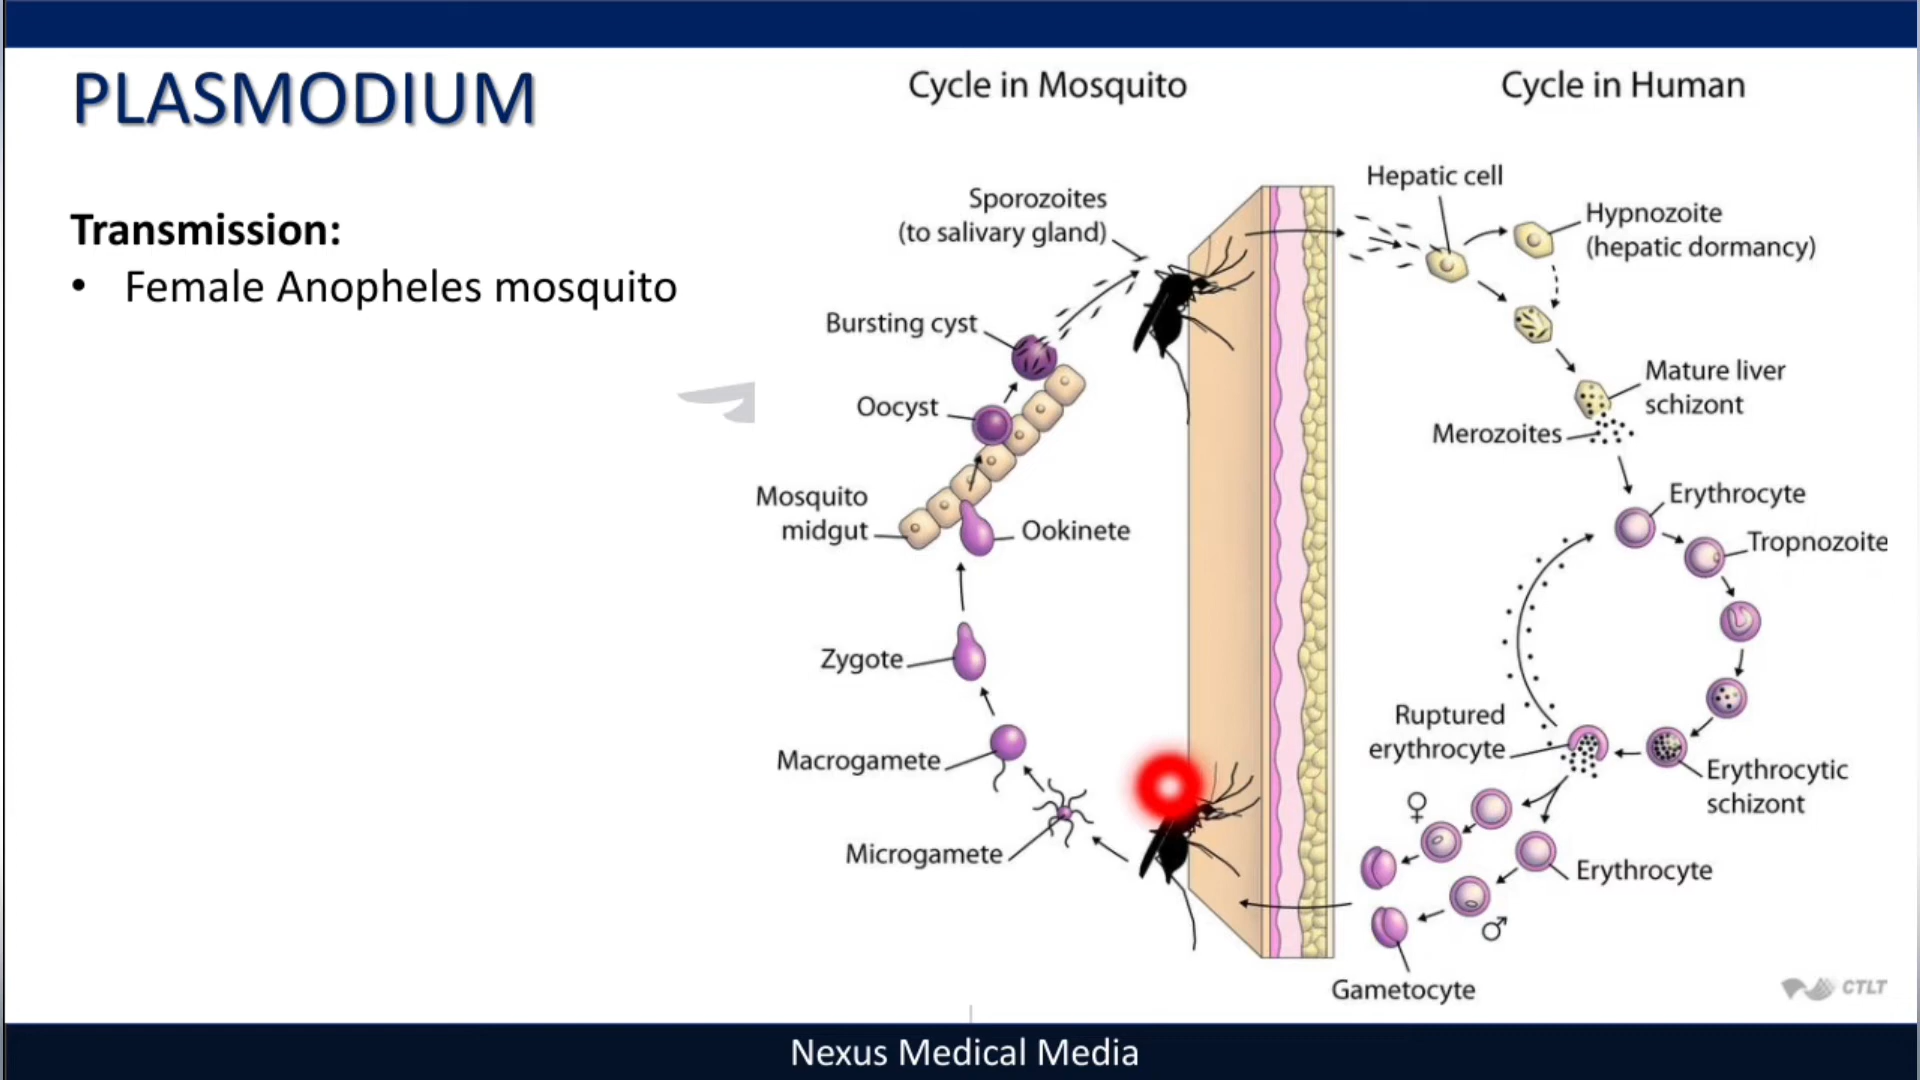 PLASMODIUM
Transmission:
• Female Anopheles mosquito
Cycle in Mosquito
Cycle in Human
Sporozoites
(to salivary gland)
Bursting cyst
Oocyst
Mosquito
midgut
Ookinete
Zygote
Macrogamete
Microgamete
Hepatic cell
Hypnozoite
(hepatic dormancy)
Mature liver
schizont
Merozoites
Erythrocyte
Tropnozoite
Ruptured
erythrocyte
Erythrocytic
schizont
♀
Erythrocyte
♂
Gametocyte
CTLT
Nexus Medical Media